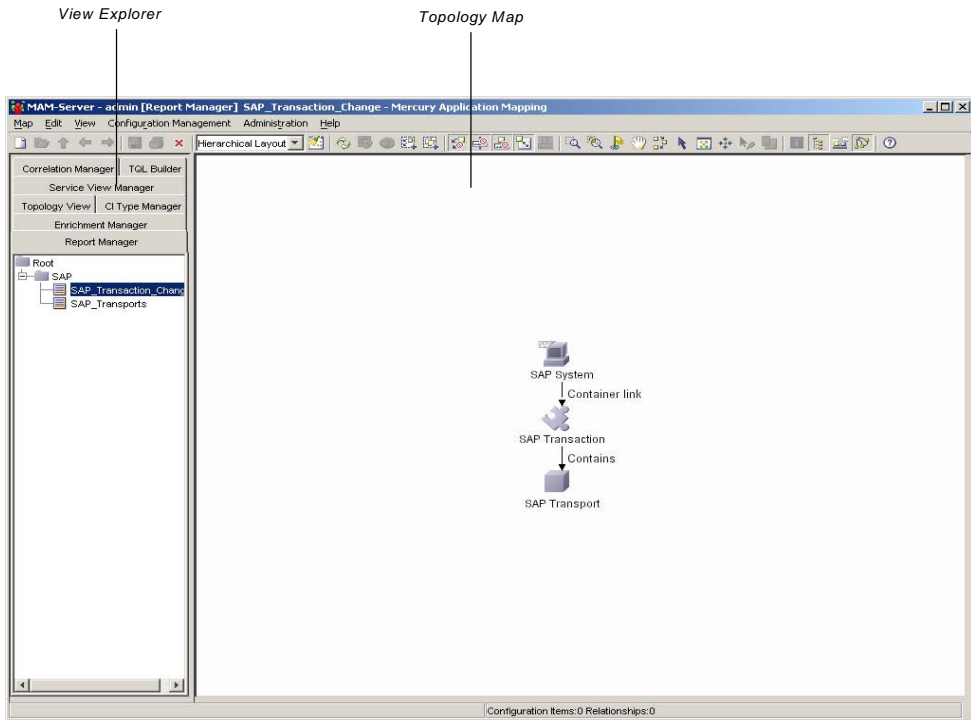 View Explorer
Topology Map
MAM-Server - admin [Report Manager] SAP_Transaction_Change - Mercury Application Mapping
Map Edit View Configuration Management Administration Help
Hierarchical Layout
Correlation Manager TQL Builder
Service View Manager
Topology View CI Type Manager
Enrichment Manager
Report Manager
Root
SAP
SAP_Transaction_Chang
SAP_Transports
SAP System
Container link
SAP Transaction
Contains
SAP Transport
Configuration Items:0 Relationships:0